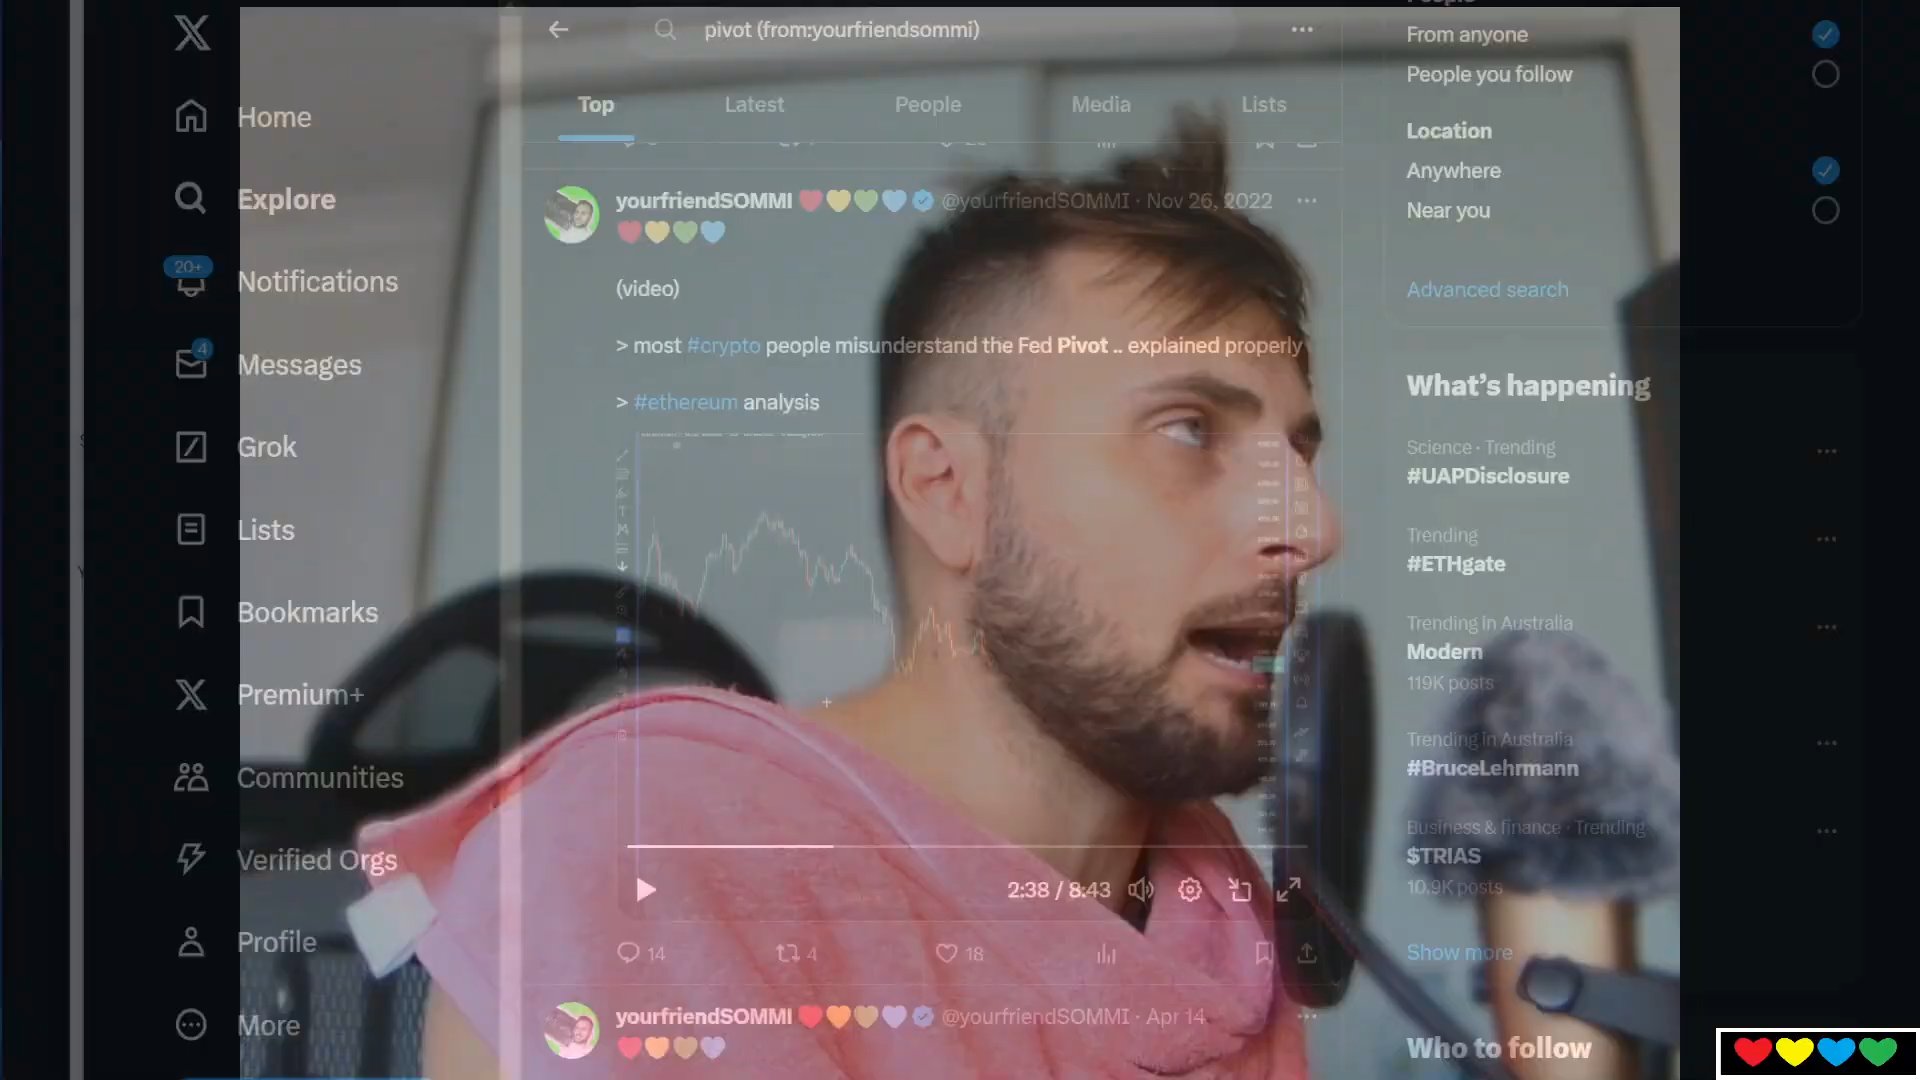 pivot (from:yourfriendsommi)
Top
Latest
People
Media
Lists
Home
Explore
20+
Notifications
4
Messages
Grok
Lists
Bookmarks
Premium+
Communities
Verified Orgs
Profile
More
yourfriendSOMMI @yourfriendSOMMI · Nov 26, 2022
(video)
> most #crypto people misunderstand the Fed Pivot .. explained properly
> #ethereum analysis
2:38 / 8:43
14
4
18
yourfriendSOMMI @yourfriendSOMMI · Apr 14
From anyone
People you follow
Location
Anywhere
Near you
Advanced search
What's happening
Science · Trending
#UAPDisclosure
Trending
#ETHgate
Trending in Australia
Modern
119K posts
Trending in Australia
#BruceLehrmann
Business & finance · Trending
$TRIAS
10.9K posts
Show more
Who to follow